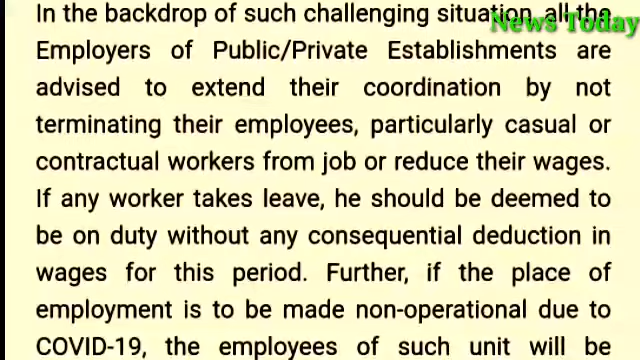 In the backdrop of such challenging situation, all the
News Today
Employers of Public/Private Establishments are
advised to extend their coordination by not
terminating their employees, particularly casual or
contractual workers from job or reduce their wages.
If any worker takes leave, he should be deemed to
be on duty without any consequential deduction in
wages for this period. Further, if the place of
employment is to be made non-operational due to
COVID-19, the employees of such unit will be